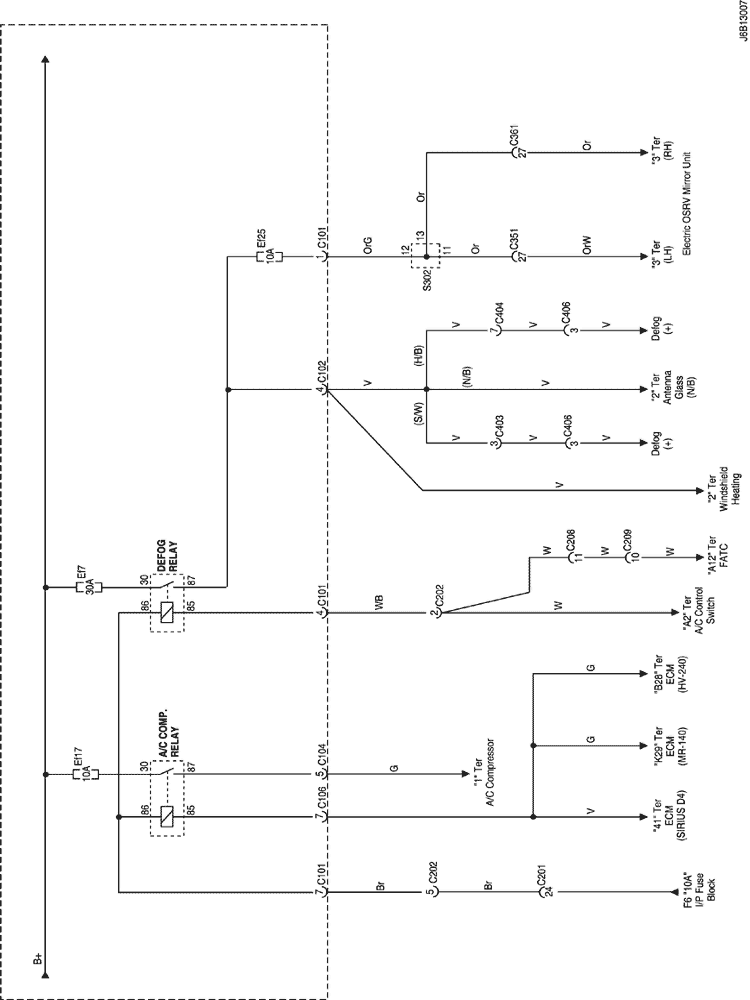 J6B13007
B+
Ef17
10A
Ef7
30A
Ef25
10A
A/C COMP.
RELAY
DEFOG
RELAY
86
30
85
87
86
30
85
87
7
C101
7
C106
5
C104
4
C101
4
C102
1
C101
Br
5
C202
Br
24
C201
F6 "10A"
I/P Fuse
Block
V
"41" Ter
ECM
(SIRIUS D4)
G
"K29" Ter
ECM
(MR-140)
G
"B28" Ter
ECM
(HV-240)
G
"1" Ter
A/C Compressor
WB
2
C202
W
"A2" Ter
A/C Control
Switch
W
11
C208
W
10
C209
W
"A12" Ter
FATC
V
"2" Ter
Windshield
Heating
V
(S/W)
V
3
C403
V
3
C406
V
Defog
(+)
(N/B)
V
"2" Ter
Antenna
Glass
(N/B)
(H/B)
V
7
C404
V
3
C406
V
Defog
(+)
OrG
12
13
11
S302
Or
27
C351
OrW
"3" Ter
(LH)
Or
27
C361
Or
"3" Ter
(RH)
Electric OSRV Mirror Unit